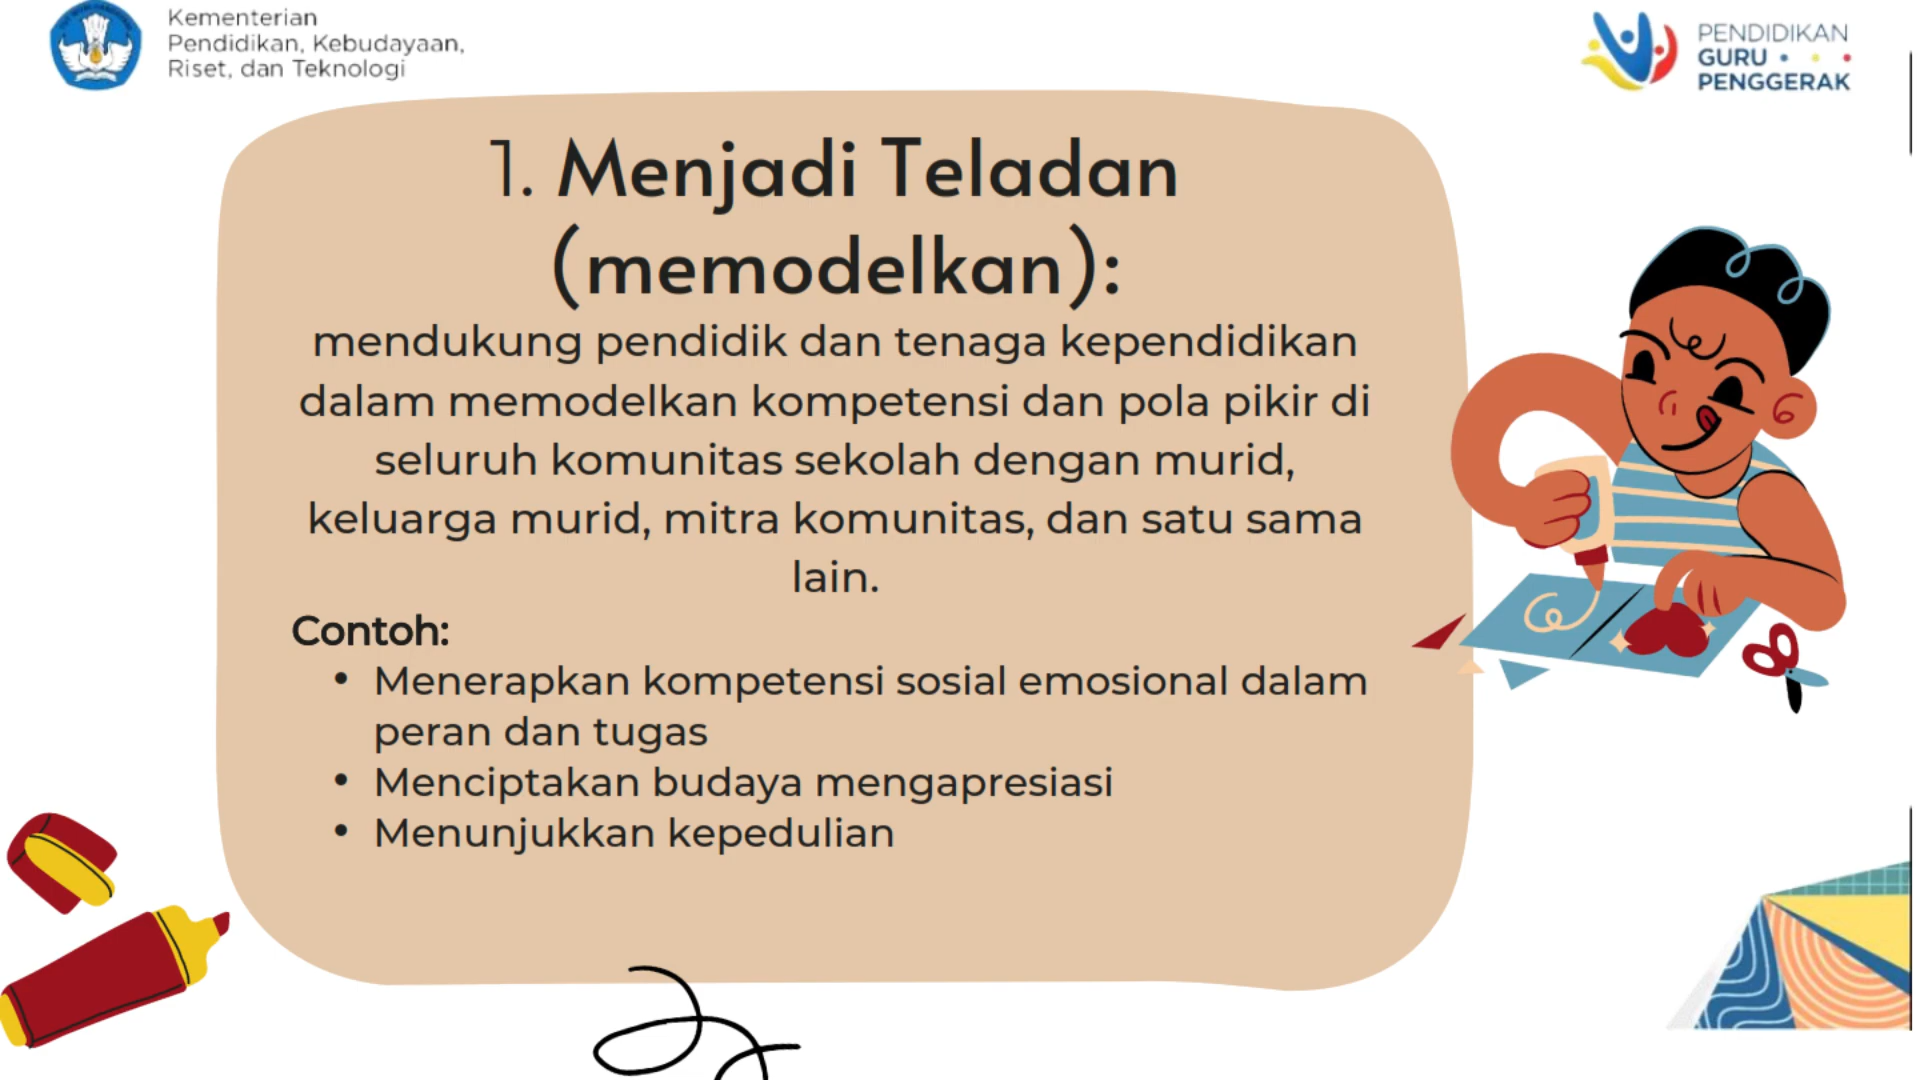 Kementerian
Pendidikan, Kebudayaan,
Riset, dan Teknologi
PENDIDIKAN
GURU
PENGGERAK
1. Menjadi Teladan
(memodelkan):
mendukung pendidik dan tenaga kependidikan
dalam memodelkan kompetensi dan pola pikir di
seluruh komunitas sekolah dengan murid,
keluarga murid, mitra komunitas, dan satu sama
lain.
Contoh:
• Menerapkan kompetensi sosial emosional dalam
peran dan tugas
• Menciptakan budaya mengapresiasi
• Menunjukkan kepedulian